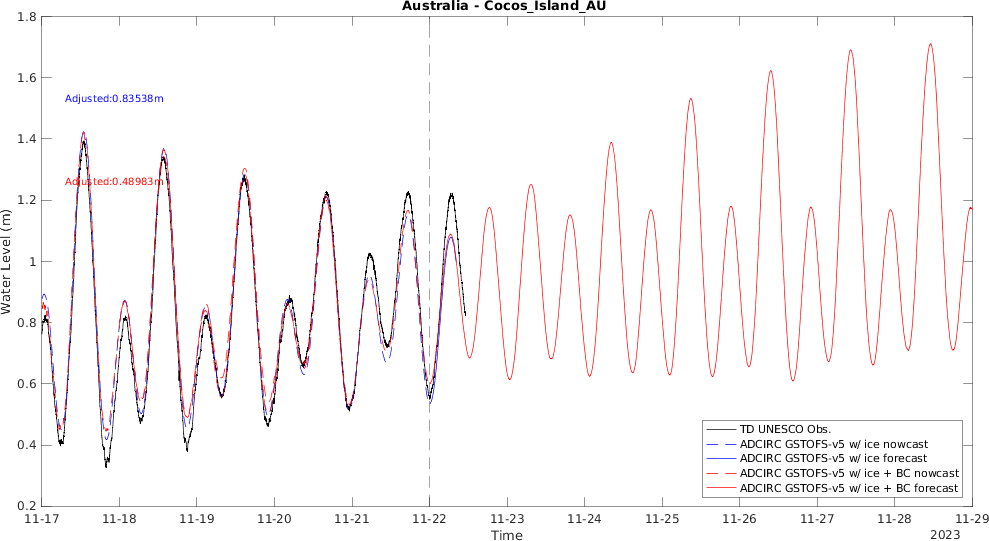 Australia - Cocos_Island_AU
1.8
1.6
1.4
1.2
1
0.8
0.6
0.4
0.2
Water Level (m)
Adjusted:0.83538m
Adjusted:0.48983m
TD UNESCO Obs.
ADCIRC GSTOFS-v5 w/ ice nowcast
ADCIRC GSTOFS-v5 w/ ice forecast
ADCIRC GSTOFS-v5 w/ ice + BC nowcast
ADCIRC GSTOFS-v5 w/ ice + BC forecast
11-17 11-18 11-19 11-20 11-21 11-22 11-23 11-24 11-25 11-26 11-27 11-28 11-29
Time
2023